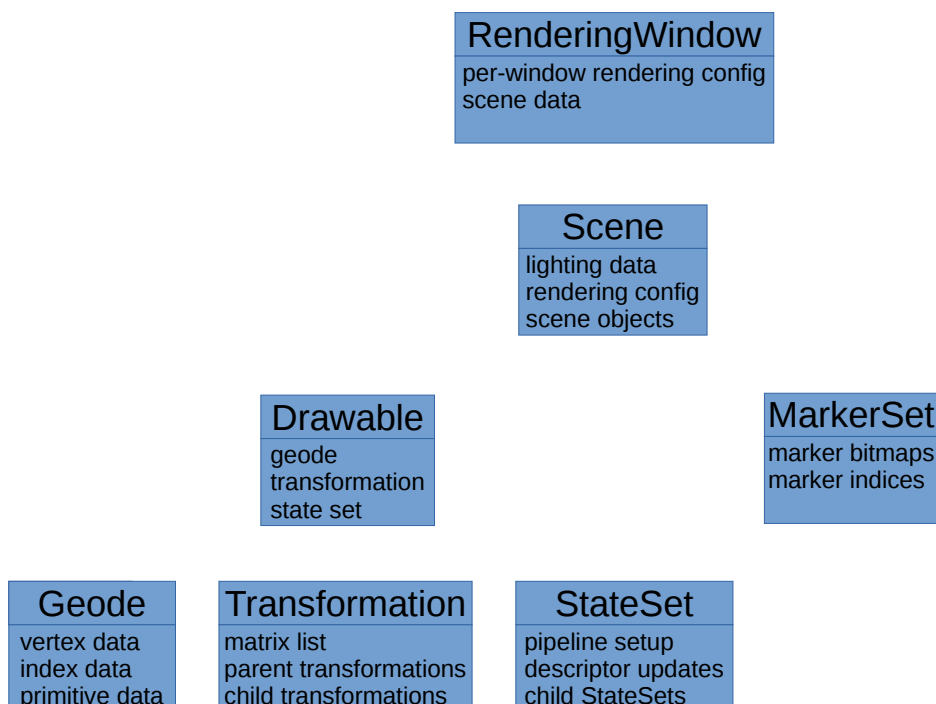 RenderingWindow
per-window rendering config
scene data
Scene
lighting data
rendering config
scene objects
Drawable
geode
transformation
state set
MarkerSet
marker bitmaps
marker indices
Geode
vertex data
index data
primitive data
Transformation
matrix list
parent transformations
child transformations
StateSet
pipeline setup
descriptor updates
child StateSets